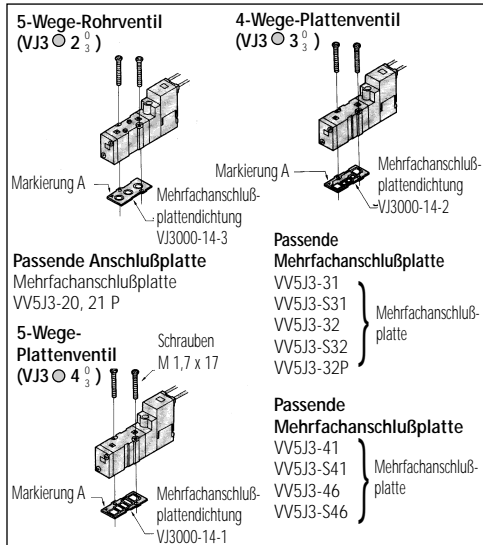 5-Wege-Rohrventil
(VJ3 ○ 2 0/3 )
Markierung A
Mehrfachanschluß-
plattendichtung
VJ3000-14-3
Passende Anschlußplatte
Mehrfachanschlußplatte
VV5J3-20, 21 P
5-Wege-
Plattenventil
(VJ3 ○ 4 0/3 )
Schrauben
M 1,7 x 17
Markierung A
Mehrfachanschluß-
plattendichtung
VJ3000-14-1
4-Wege-Plattenventil
(VJ3 ○ 3 0/3 )
Markierung A
Mehrfachanschluß-
plattendichtung
VJ3000-14-2
Passende
Mehrfachanschlußplatte
VV5J3-31
VV5J3-S31
VV5J3-32
VV5J3-S32
VV5J3-32P
Mehrfachanschluß-
platte
Passende
Mehrfachanschlußplatte
VV5J3-41
VV5J3-S41
VV5J3-46
VV5J3-S46
Mehrfachanschluß-
platte